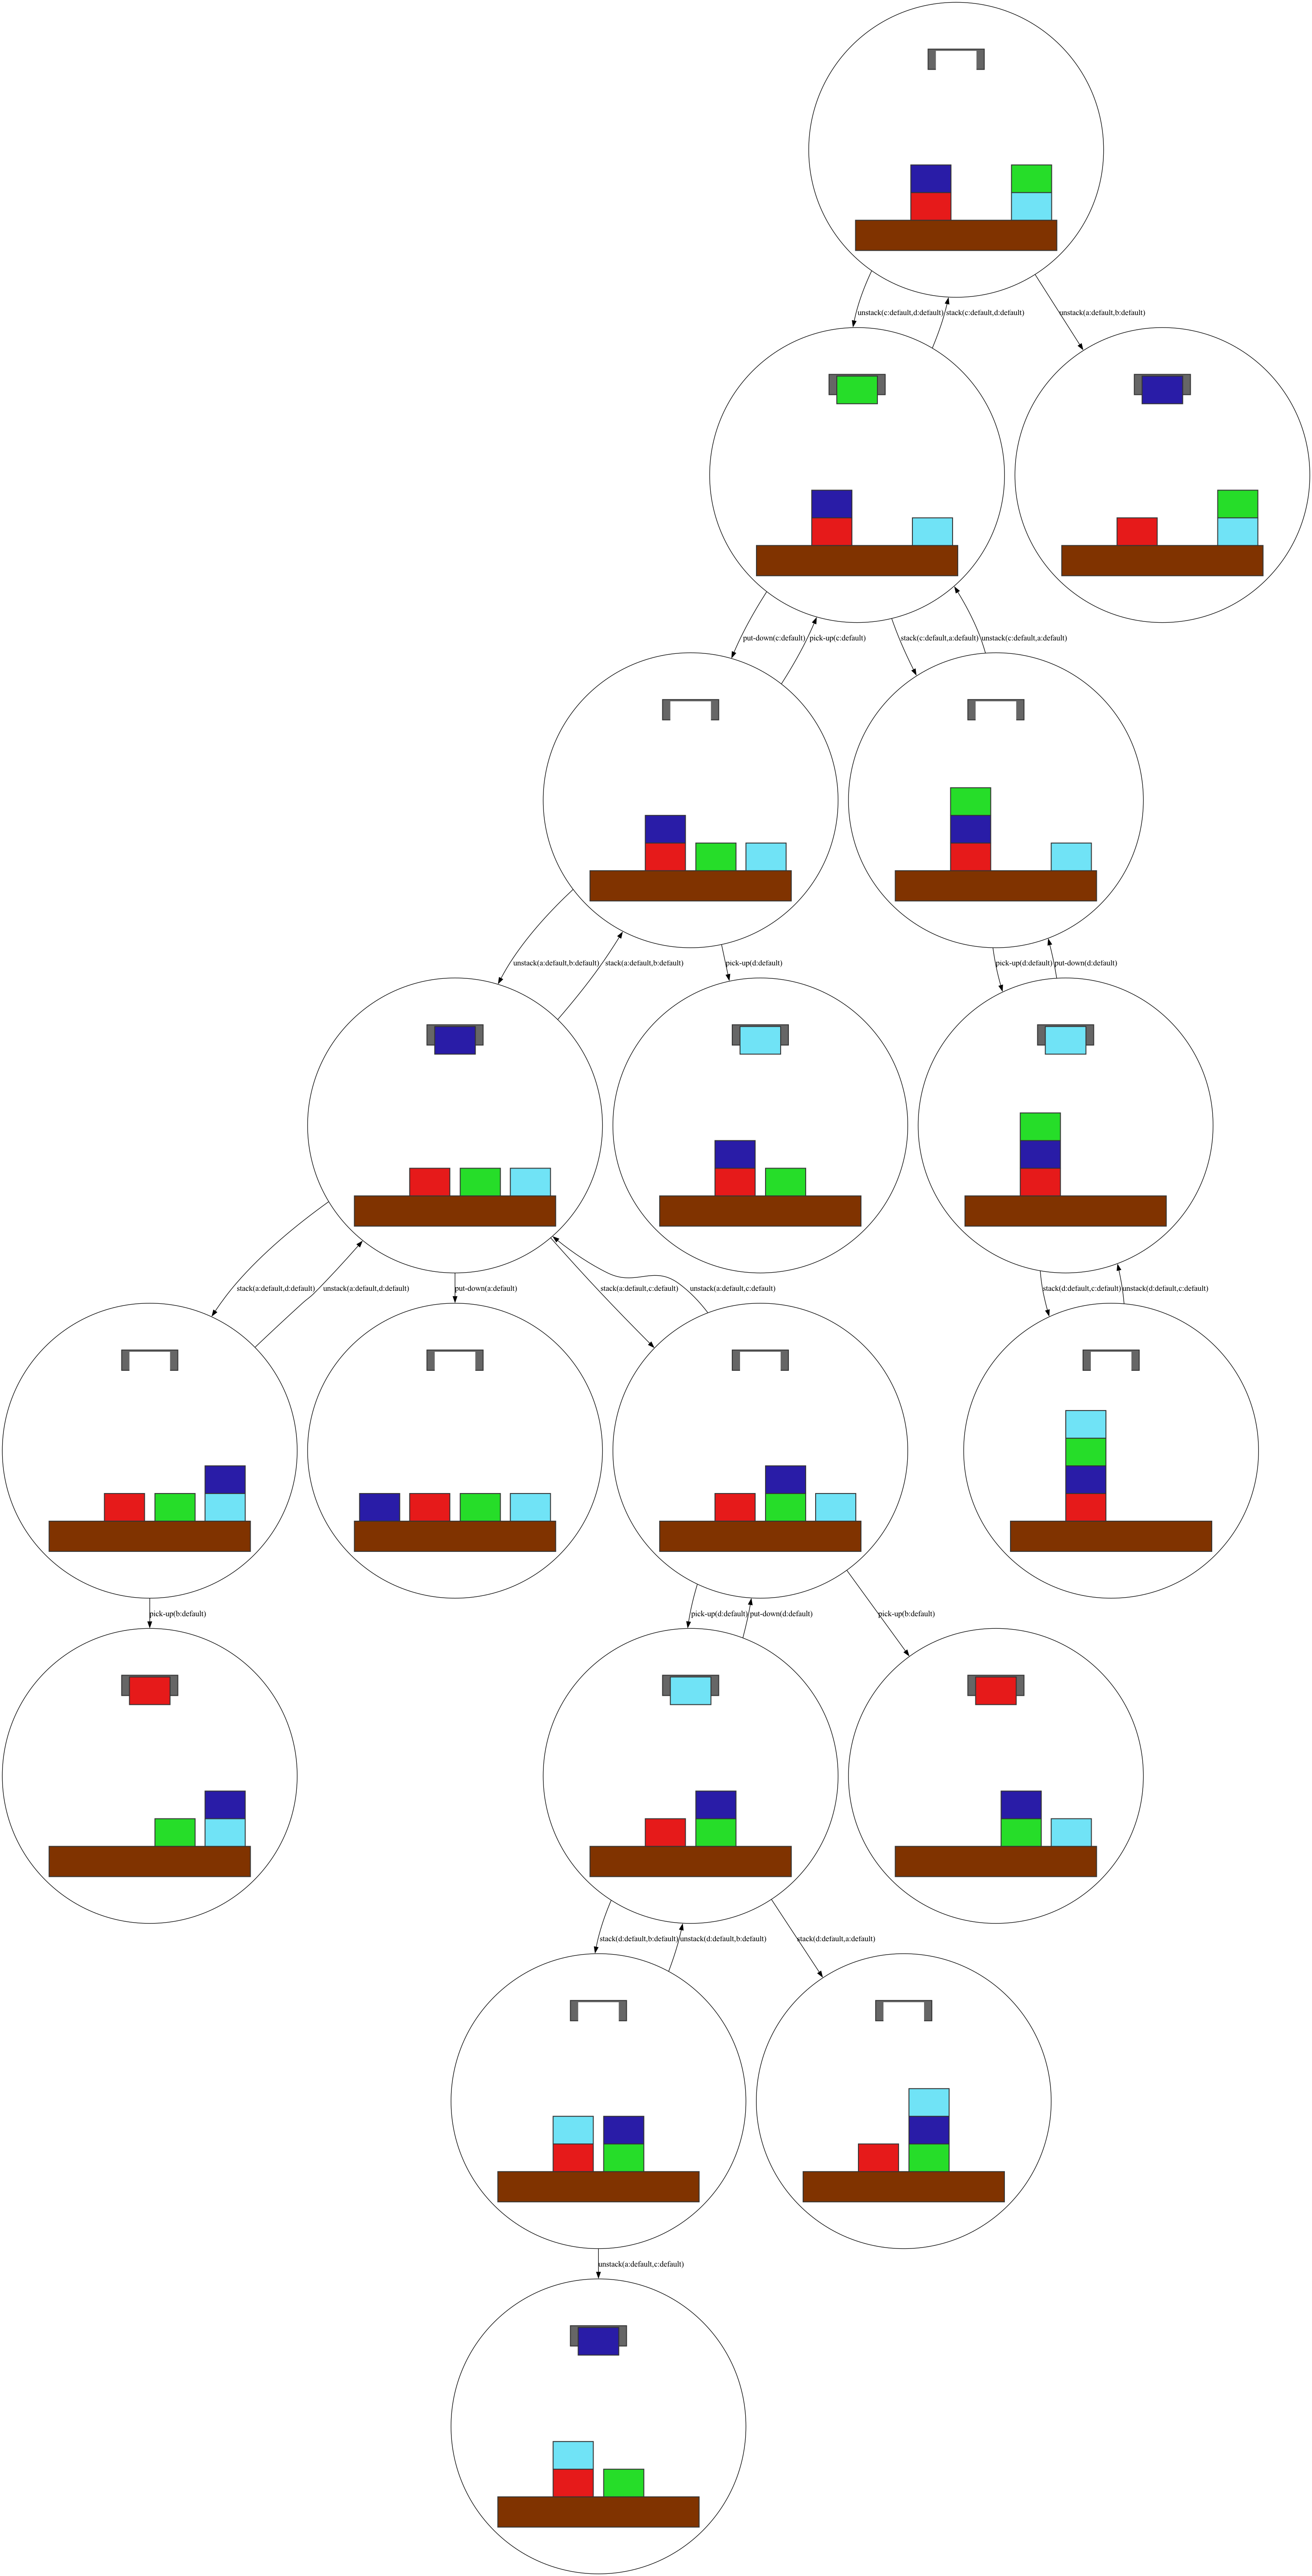 unstack(c:default,d:default)
stack(c:default,d:default)
unstack(a:default,b:default)
put-down(c:default)
pick-up(c:default)
stack(c:default,a:default)
unstack(c:default,a:default)
unstack(a:default,b:default)
stack(a:default,b:default)
pick-up(d:default)
pick-up(d:default)
put-down(d:default)
stack(a:default,d:default)
unstack(a:default,d:default)
put-down(a:default)
stack(a:default,c:default)
unstack(a:default,c:default)
stack(d:default,c:default)
unstack(d:default,c:default)
pick-up(b:default)
pick-up(d:default)
put-down(d:default)
pick-up(b:default)
stack(d:default,b:default)
unstack(d:default,b:default)
stack(d:default,a:default)
unstack(a:default,c:default)